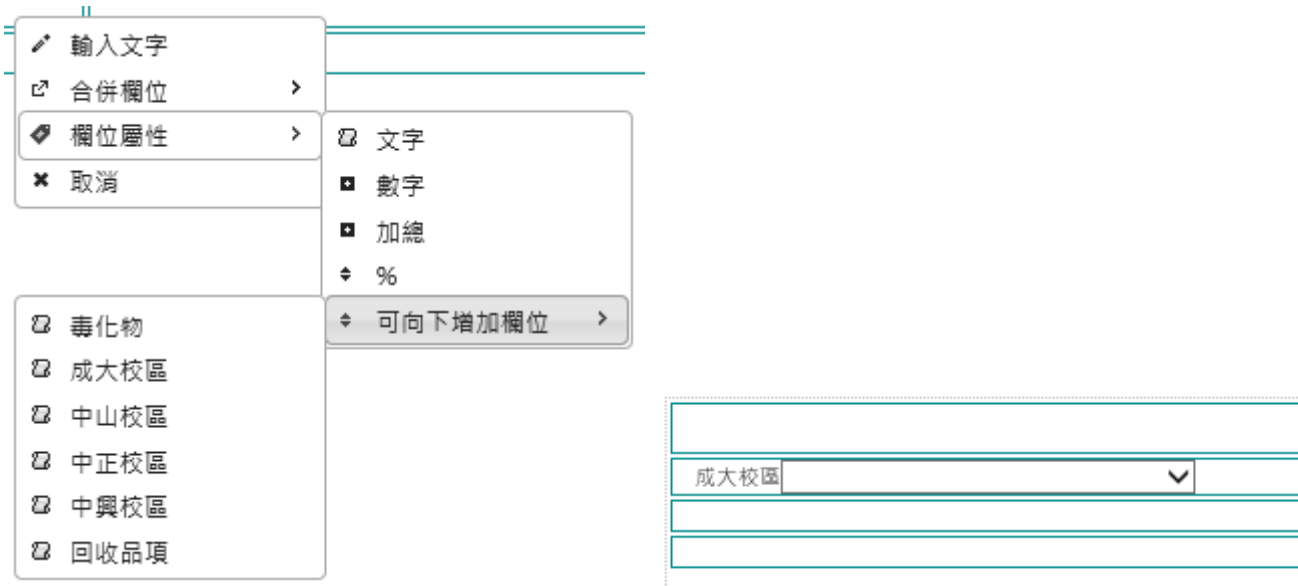 輸入文字
合併欄位
欄位屬性
取消
文字
數字
加總
%
可向下增加欄位
毒化物
成大校區
中山校區
中正校區
中興校區
回收品項
成大校區